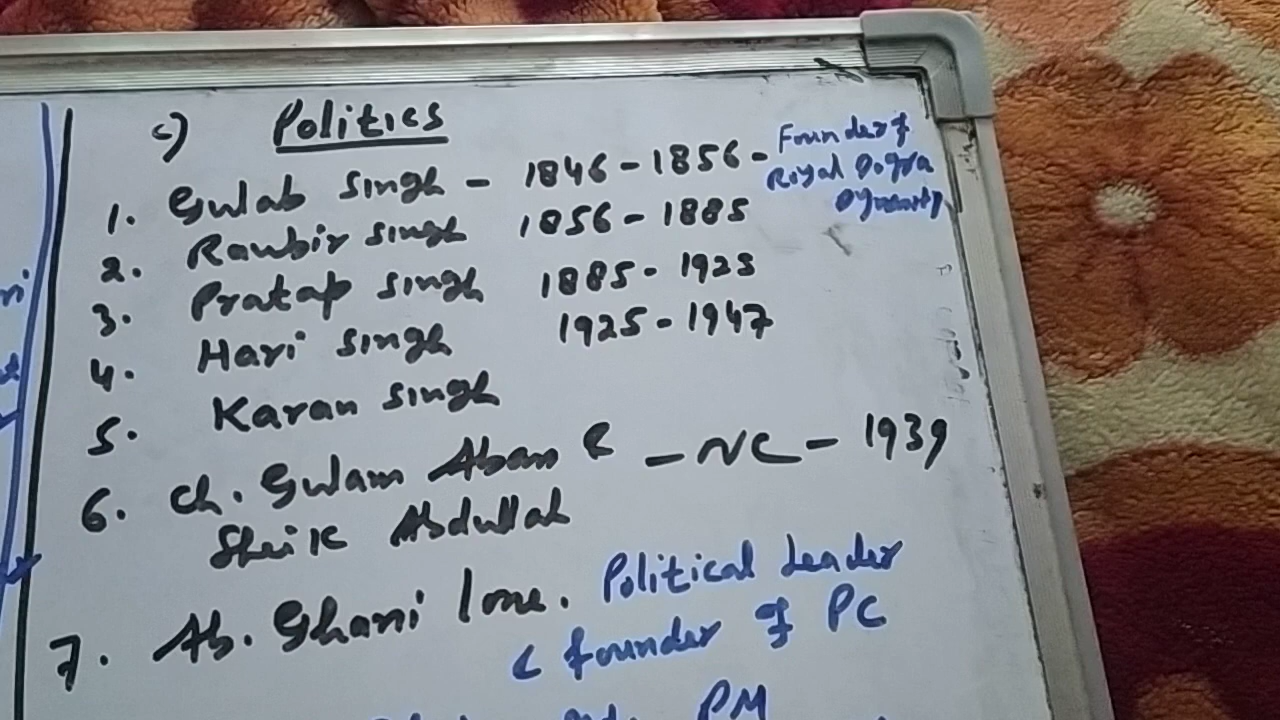 c) Politics
1. Gulab Singh - 1846 - 1856 - Founder of
Royal Dogra
Dynasty
2. Ranbir Singh 1856 - 1885
3. Pratap Singh 1885 - 1925
4. Hari Singh 1925 - 1947
5. Karan Singh
6. Ch. Gulam Abass & - NC - 1939
Sheik Abdullah
7. Ab. Ghani lone. Political Leader
& founder of PC
PM